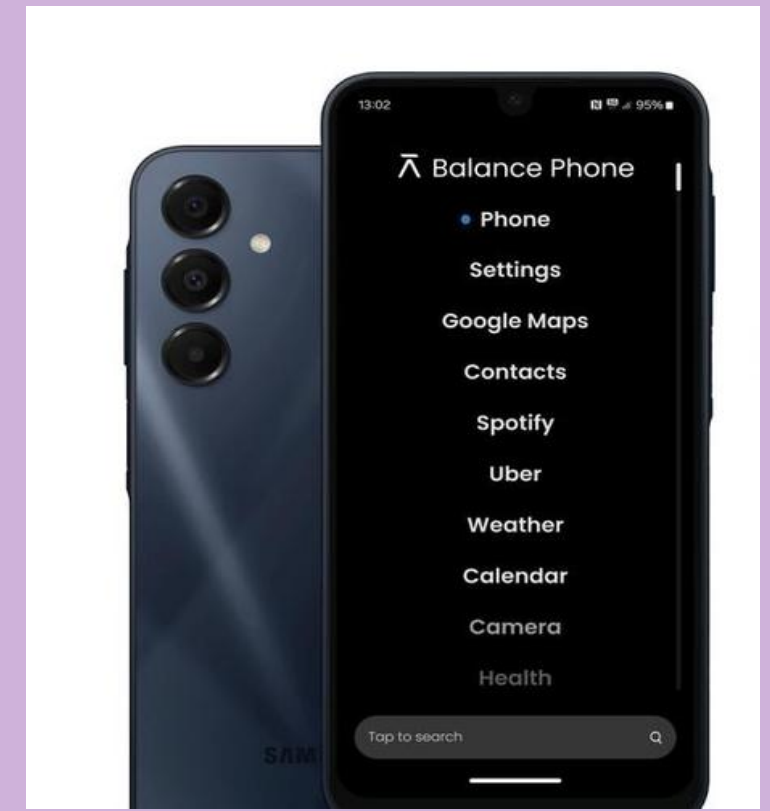 13:02 95%
Balance Phone
Phone
Settings
Google Maps
Contacts
Spotify
Uber
Weather
Calendar
Camera
Health
Tap to search
SAM